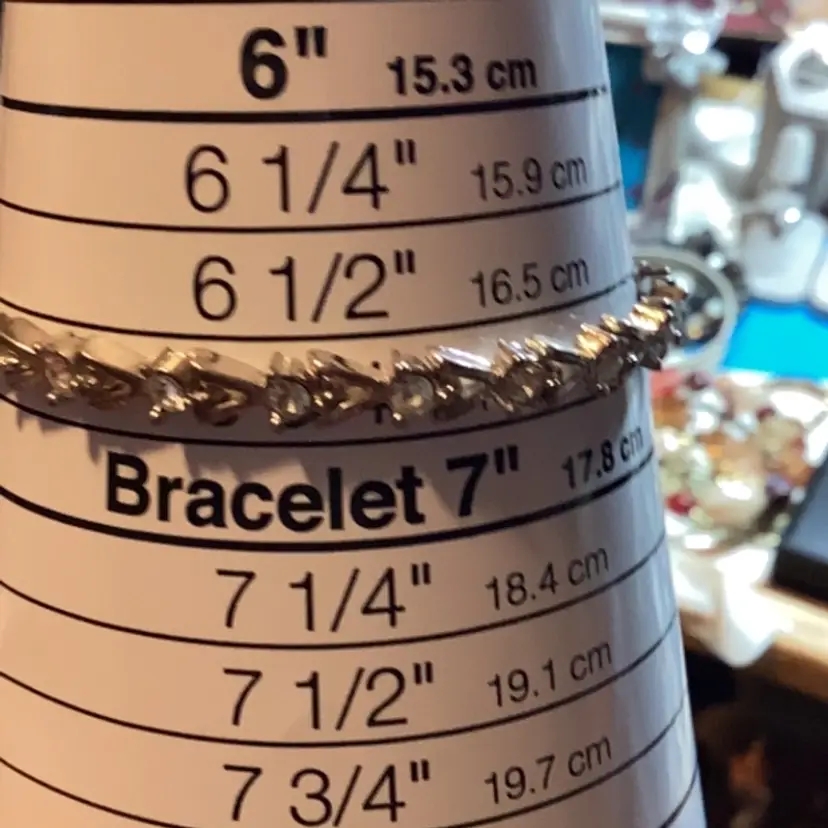 6" 15.3 cm
6 1/4" 15.9 cm
6 1/2" 16.5 cm
Bracelet 7" 17.8 cm
7 1/4" 18.4 cm
7 1/2" 19.1 cm
7 3/4" 19.7 cm